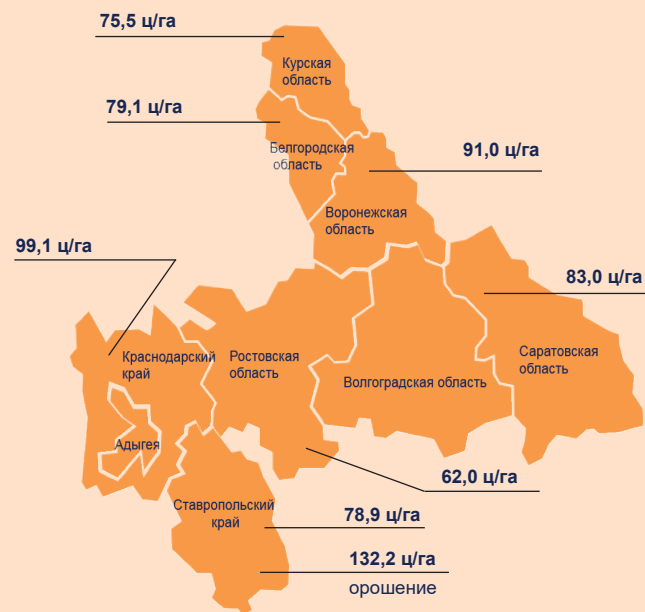 75,5 ц/га
Курская
область
79,1 ц/га
Белгородская
область
91,0 ц/га
Воронежская
область
99,1 ц/га
83,0 ц/га
Краснодарский
край
Ростовская
область
Волгоградская область
Саратовская
область
Адыгея
62,0 ц/га
Ставропольский
край
78,9 ц/га
132,2 ц/га
орошение